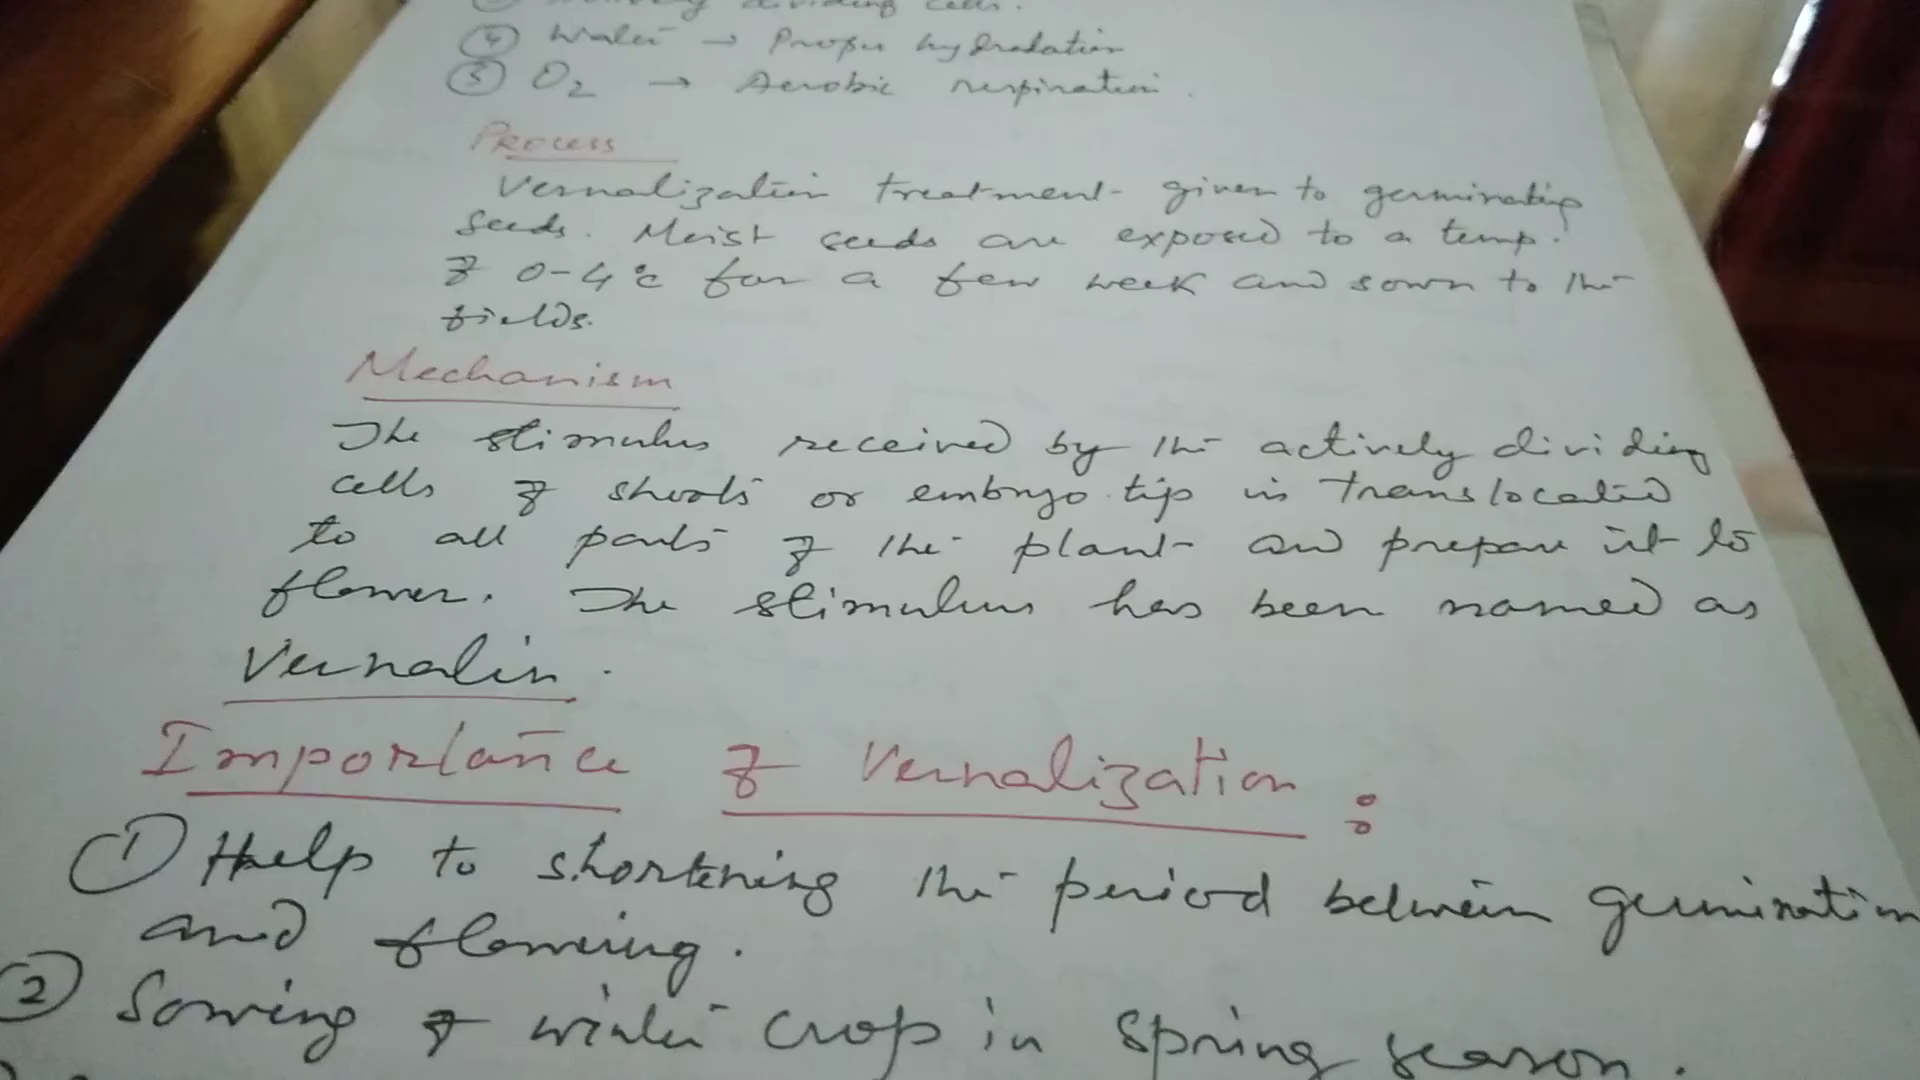 dividing cells.
④ Water → Proper hydradation
⑤ O2 → Aerobic respiration.
Process
Vernalization treatment given to germinating
seeds. Moist seeds are exposed to a temp.
of 0-4°c for a few week and sown to the
fields.
Mechanism
The stimulus received by the actively dividing
cells of shoots or embryo tip is translocated
to all parts of the plant and prepare it to
flower. The stimulus has been named as
Vernalin.
Importance of Vernalization :
① Help to shortening the period between germination
and flowering.
② Sowing of winter crop in spring season.